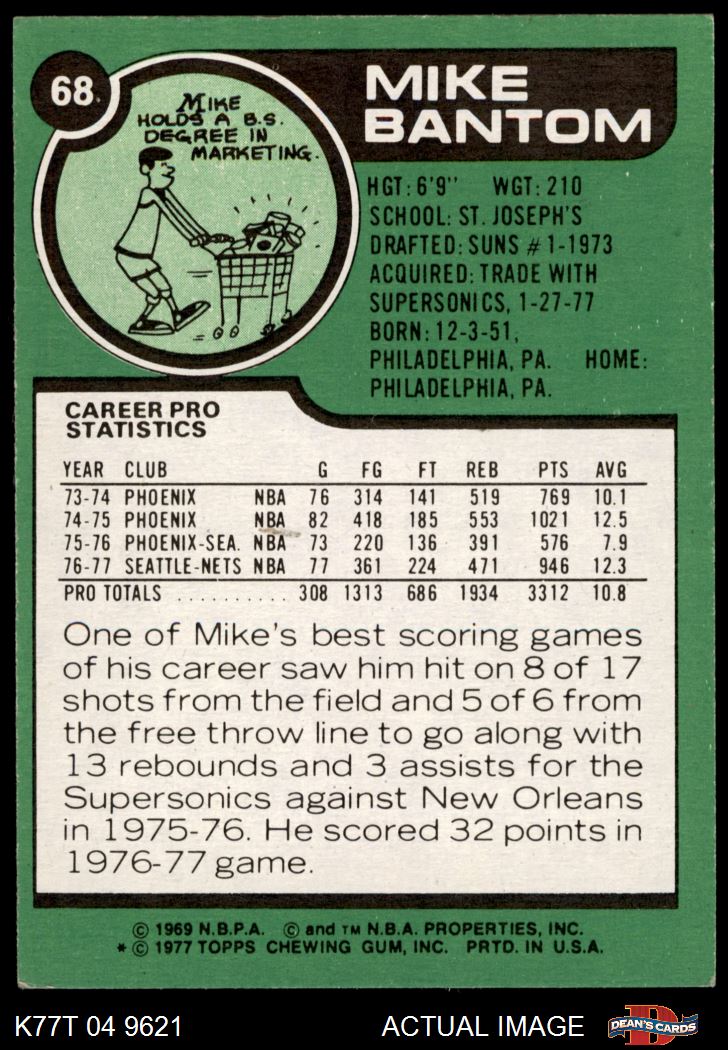 68
MIKE
HOLDS A B.S.
DEGREE IN
MARKETING.
MIKE
BANTOM
HGT: 6'9" WGT: 210
SCHOOL: ST. JOSEPH'S
DRAFTED: SUNS #1-1973
ACQUIRED: TRADE WITH
SUPERSONICS, 1-27-77
BORN: 12-3-51,
PHILADELPHIA, PA. HOME:
PHILADELPHIA, PA.
CAREER PRO
STATISTICS
YEAR CLUB G FG FT REB PTS AVG
73-74 PHOENIX NBA 76 314 141 519 769 10.1
74-75 PHOENIX NBA 82 418 185 553 1021 12.5
75-76 PHOENIX-SEA. NBA 73 220 136 391 576 7.9
76-77 SEATTLE-NETS NBA 77 361 224 471 946 12.3
PRO TOTALS .......... 308 1313 686 1934 3312 10.8
One of Mike's best scoring games
of his career saw him hit on 8 of 17
shots from the field and 5 of 6 from
the free throw line to go along with
13 rebounds and 3 assists for the
Supersonics against New Orleans
in 1975-76. He scored 32 points in
1976-77 game.
© 1969 N.B.P.A. © and TM N.B.A. PROPERTIES, INC.
* © 1977 TOPPS CHEWING GUM, INC. PRTD. IN U.S.A.
K77T 04 9621 ACTUAL IMAGE D DEAN'S CARDS